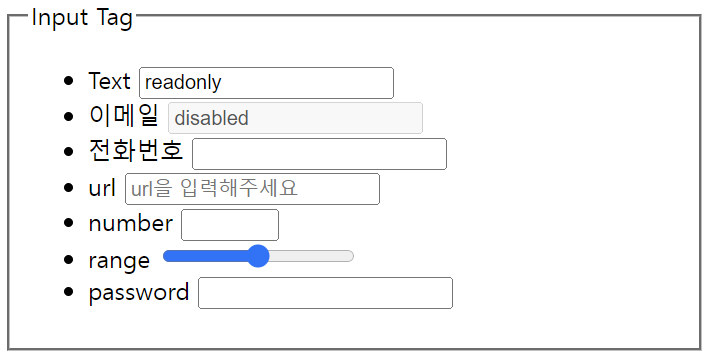 Input Tag
Text readonly
이메일 disabled
전화번호
url url을 입력해주세요
number
range
password